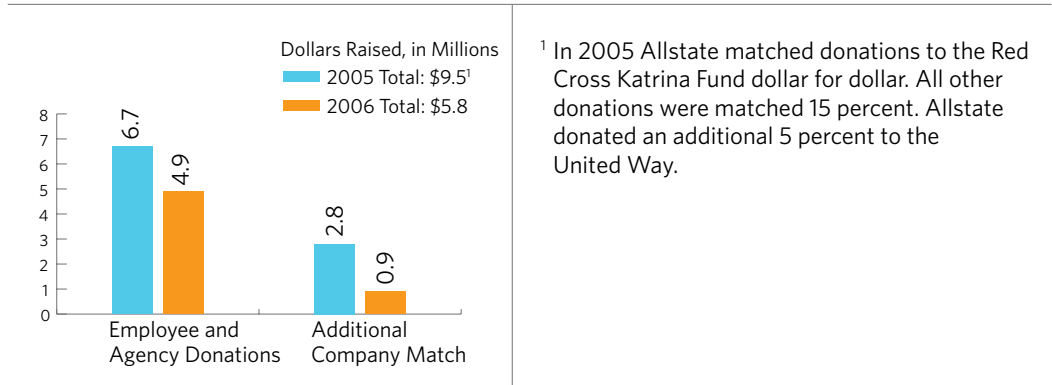 Dollars Raised, in Millions
2005 Total: $9.5¹
2006 Total: $5.8
8
7
6
5
4
3
2
1
0
6.7
4.9
2.8
0.9
Employee and
Agency Donations
Additional
Company Match
¹ In 2005 Allstate matched donations to the Red
Cross Katrina Fund dollar for dollar. All other
donations were matched 15 percent. Allstate
donated an additional 5 percent to the
United Way.